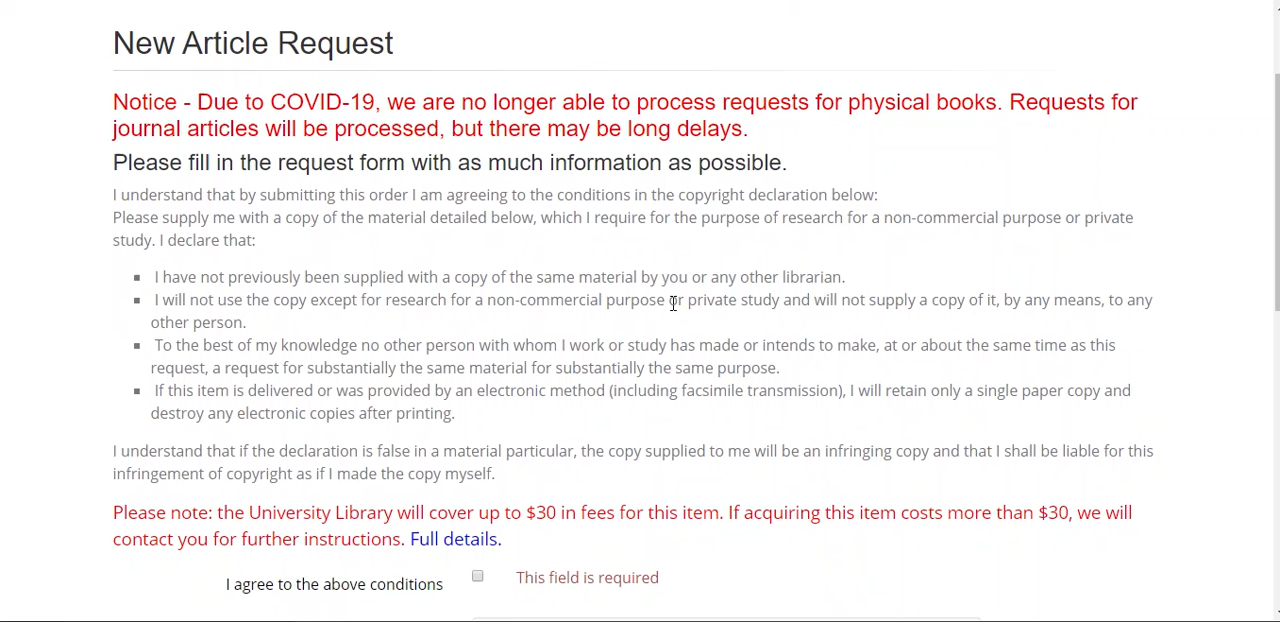 New Article Request
Notice - Due to COVID-19, we are no longer able to process requests for physical books. Requests for
journal articles will be processed, but there may be long delays.
Please fill in the request form with as much information as possible.
I understand that by submitting this order I am agreeing to the conditions in the copyright declaration below:
Please supply me with a copy of the material detailed below, which I require for the purpose of research for a non-commercial purpose or private
study. I declare that:
I have not previously been supplied with a copy of the same material by you or any other librarian.
I will not use the copy except for research for a non-commercial purpose or private study and will not supply a copy of it, by any means, to any
other person.
To the best of my knowledge no other person with whom I work or study has made or intends to make, at or about the same time as this
request, a request for substantially the same material for substantially the same purpose.
If this item is delivered or was provided by an electronic method (including facsimile transmission), I will retain only a single paper copy and
destroy any electronic copies after printing.
I understand that if the declaration is false in a material particular, the copy supplied to me will be an infringing copy and that I shall be liable for this
infringement of copyright as if I made the copy myself.
Please note: the University Library will cover up to $30 in fees for this item. If acquiring this item costs more than $30, we will
contact you for further instructions. Full details.
I agree to the above conditions This field is required